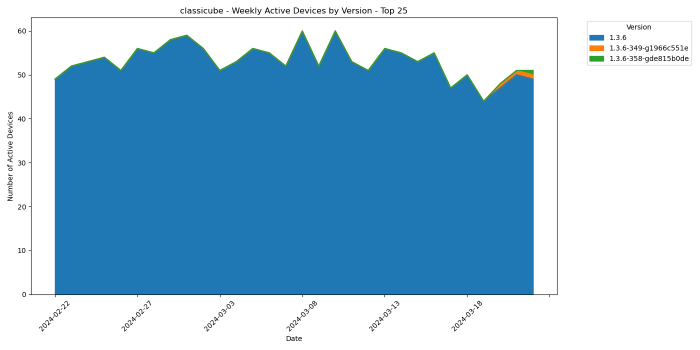 classicube - Weekly Active Devices by Version - Top 25
Number of Active Devices
60
50
40
30
20
10
0
2024-02-22
2024-02-27
2024-03-03
2024-03-08
2024-03-13
2024-03-18
Date
Version
1.3.6
1.3.6-349-g1966c551e
1.3.6-358-gde815b0de